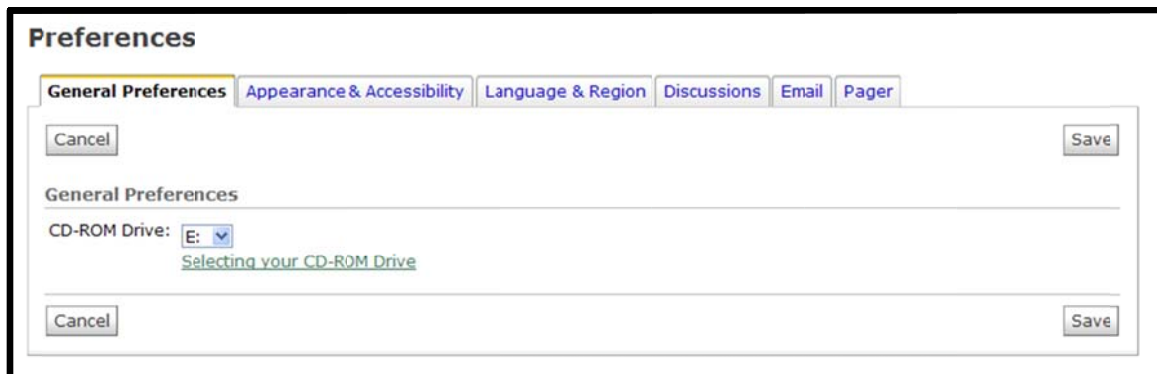 Preferences
General Preferences Appearance & Accessibility Language & Region Discussions Email Pager
Cancel Save
General Preferences
CD-ROM Drive: E:
Selecting your CD-ROM Drive
Cancel Save